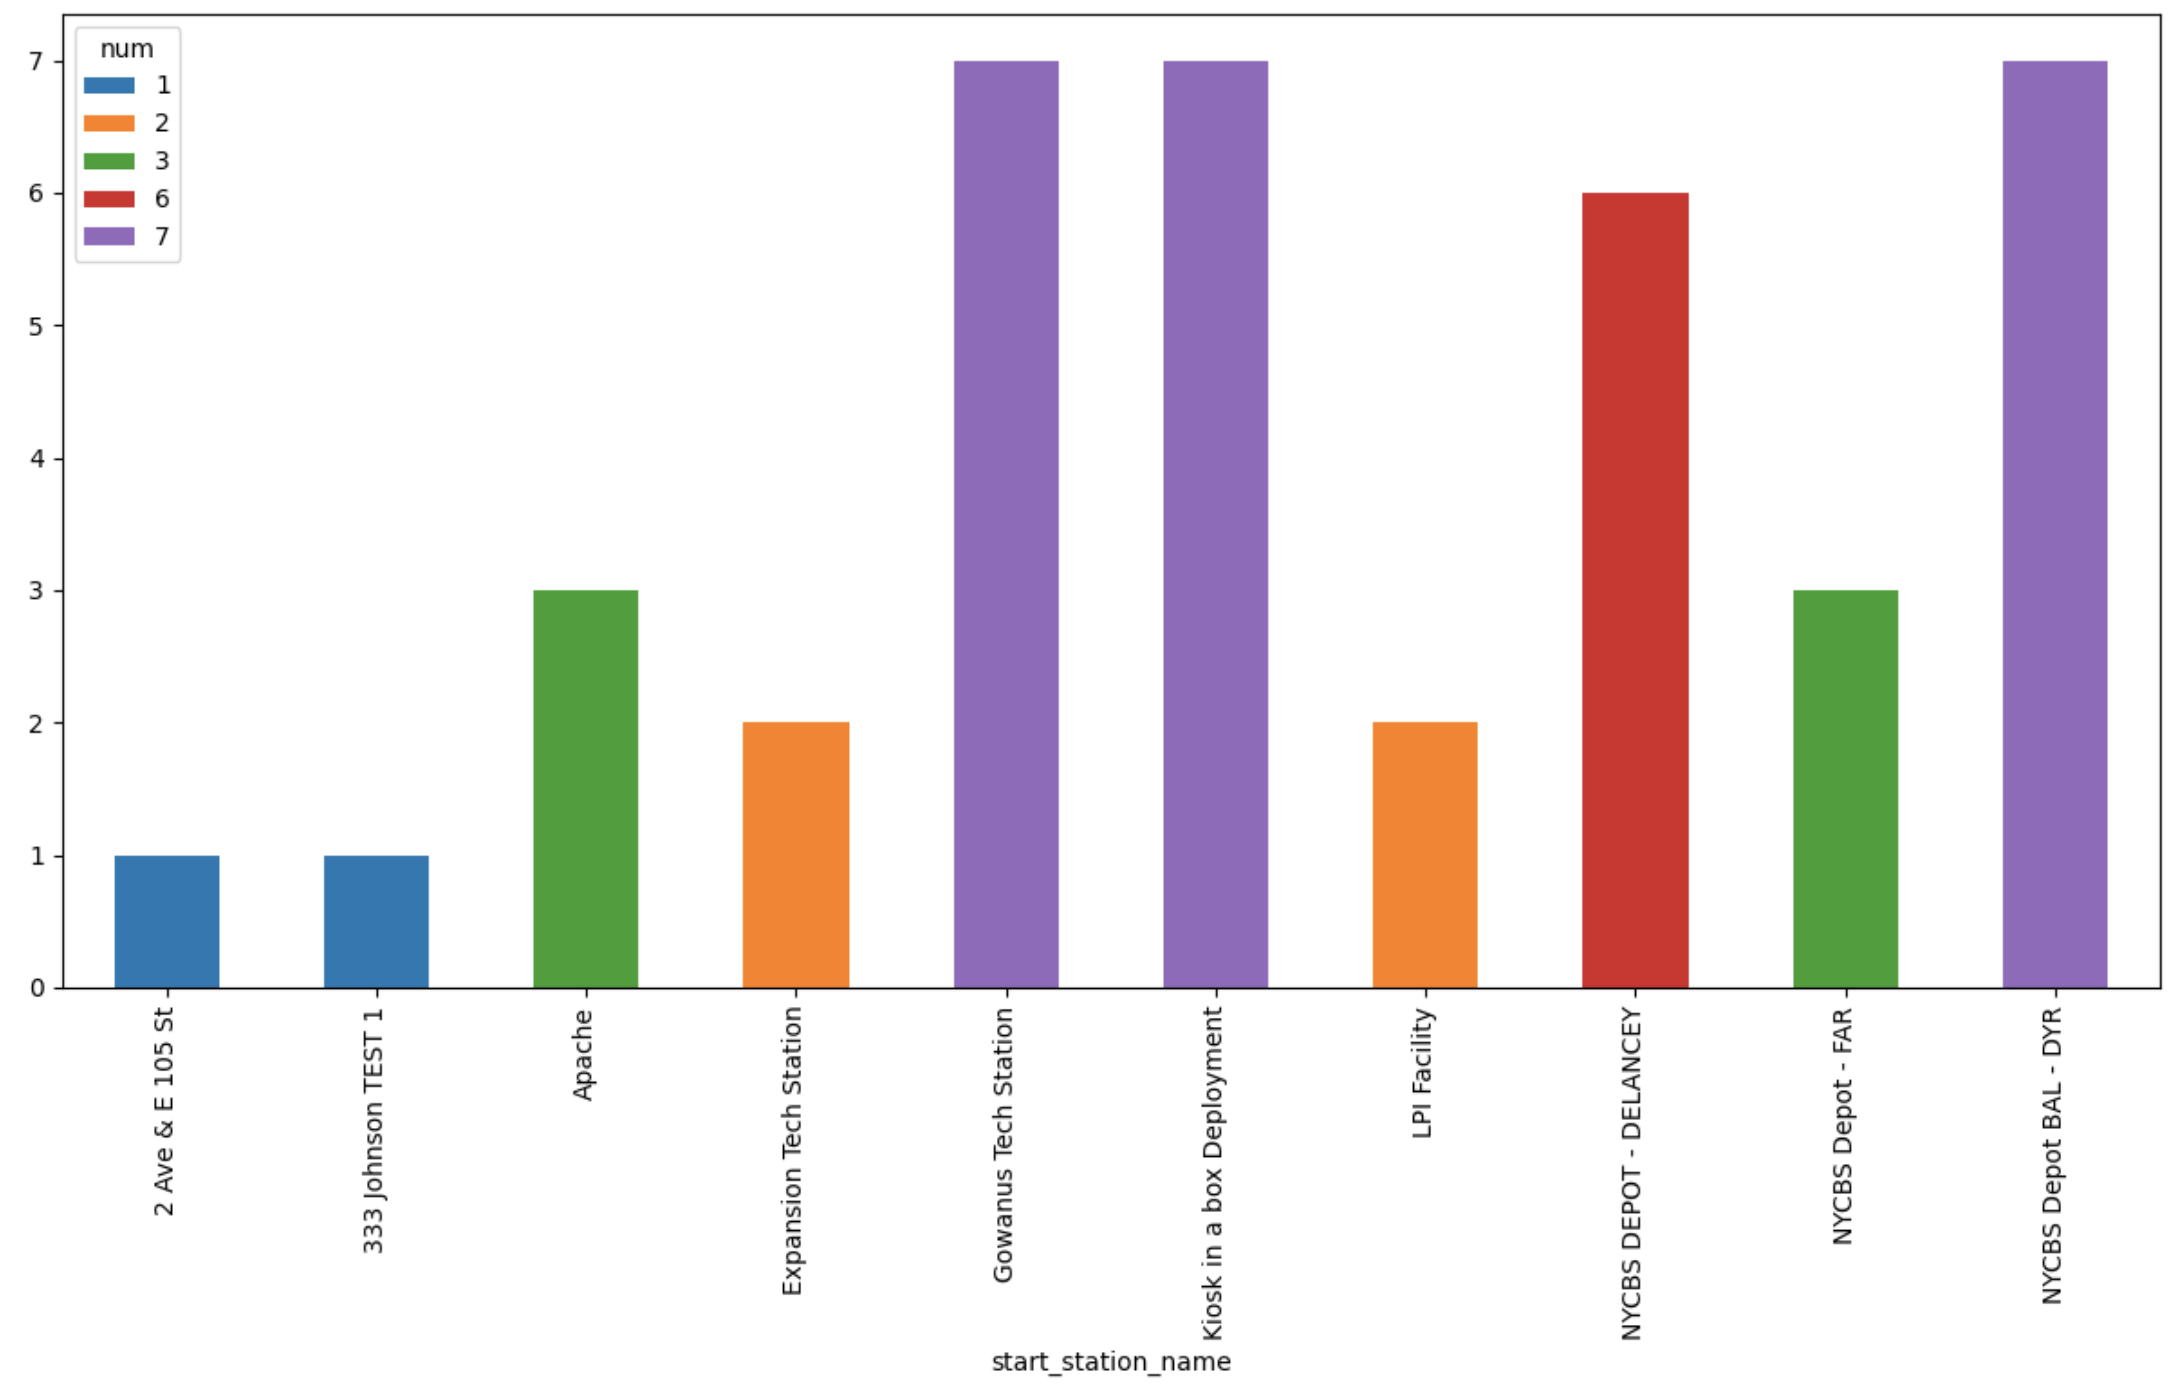 num
1
2
3
6
7
7
6
5
4
3
2
1
0
2 Ave & E 105 St
333 Johnson TEST 1
Apache
Expansion Tech Station
Gowanus Tech Station
Kiosk in a box Deployment
LPI Facility
NYCBS DEPOT - DELANCEY
NYCBS Depot - FAR
NYCBS Depot BAL - DYR
start_station_name